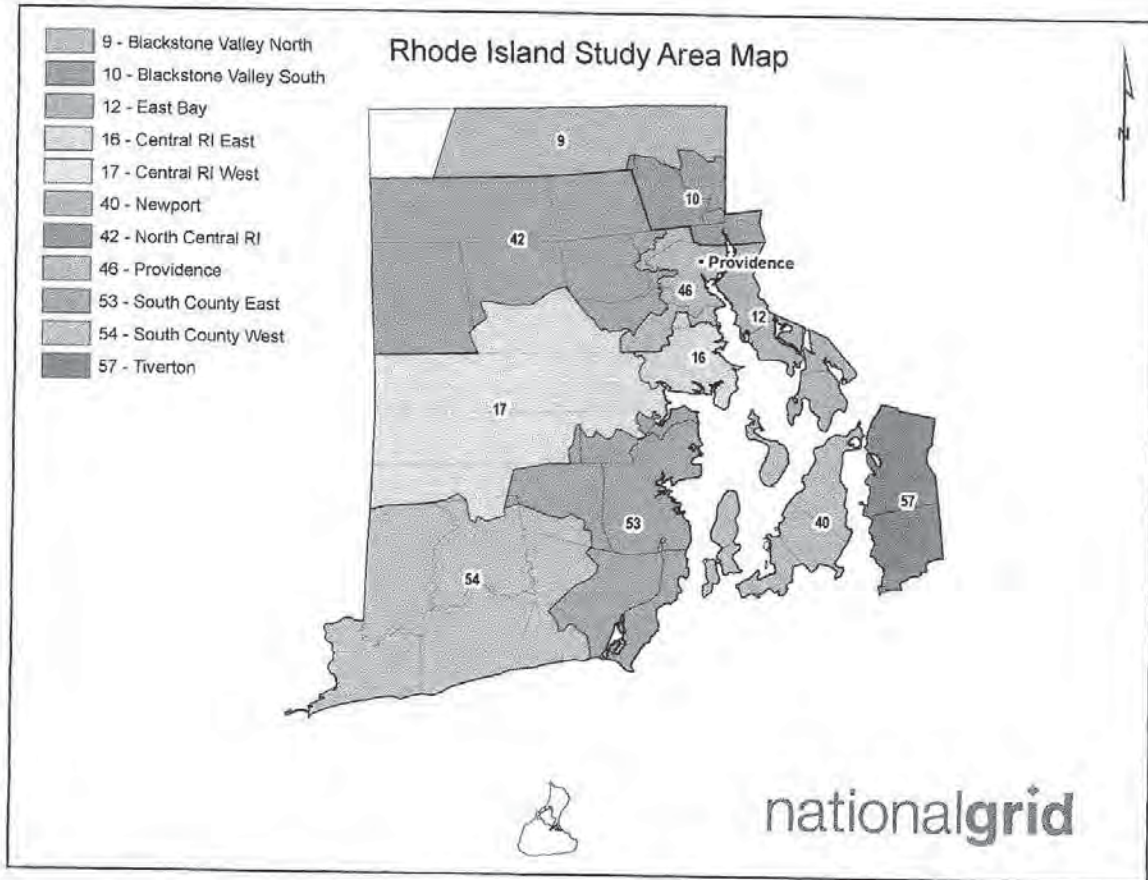 Rhode Island Study Area Map
9 - Blackstone Valley North
10 - Blackstone Valley South
12 - East Bay
16 - Central RI East
17 - Central RI West
40 - Newport
42 - North Central RI
46 - Providence
53 - South County East
54 - South County West
57 - Tiverton
N
9
10
42
Providence
46
12
16
17
57
53
40
54
nationalgrid